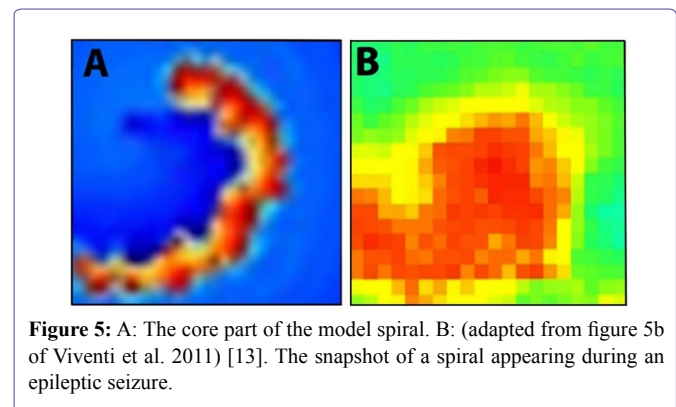 A
B
Figure 5: A: The core part of the model spiral. B: (adapted from figure 5b
of Viventi et al. 2011) [13]. The snapshot of a spiral appearing during an
epileptic seizure.